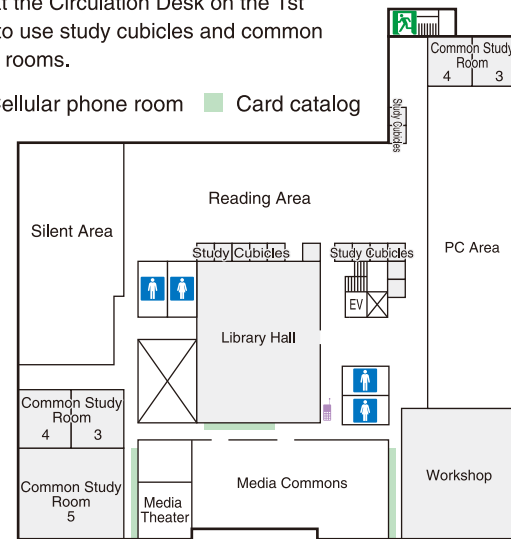 at the Circulation Desk on the 1st
to use study cubicles and common
rooms.
Cellular phone room
Card catalog
Common Study
Room
4 3
Study Cubicles
Reading Area
Silent Area
PC Area
Study Cubicles
Study Cubicles
EV
Library Hall
Common Study
Room
4 3
Common Study
Room
5
Media
Theater
Media Commons
Workshop